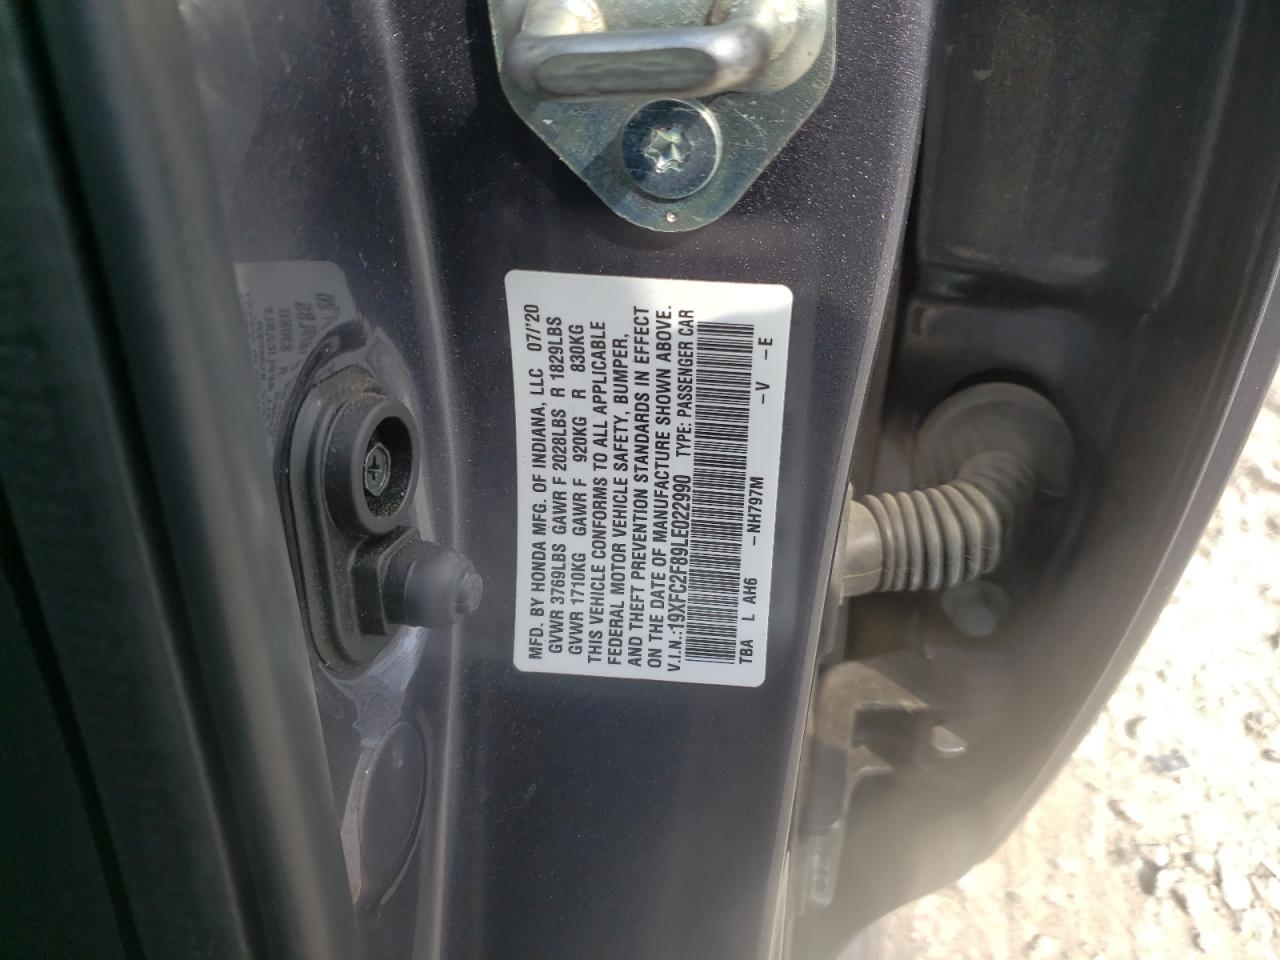 MFD. BY HONDA MFG. OF INDIANA, LLC 07/'20
GVWR 3769LBS GAWR F 2028LBS R 1829LBS
GVWR 1710KG GAWR F 920KG R 830KG
THIS VEHICLE CONFORMS TO ALL APPLICABLE
FEDERAL MOTOR VEHICLE SAFETY, BUMPER,
AND THEFT PREVENTION STANDARDS IN EFFECT
ON THE DATE OF MANUFACTURE SHOWN ABOVE.
V.I.N.:19XFC2F89LE022990 TYPE: PASSENGER CAR
TBA L AH6 -NH797M -V -E